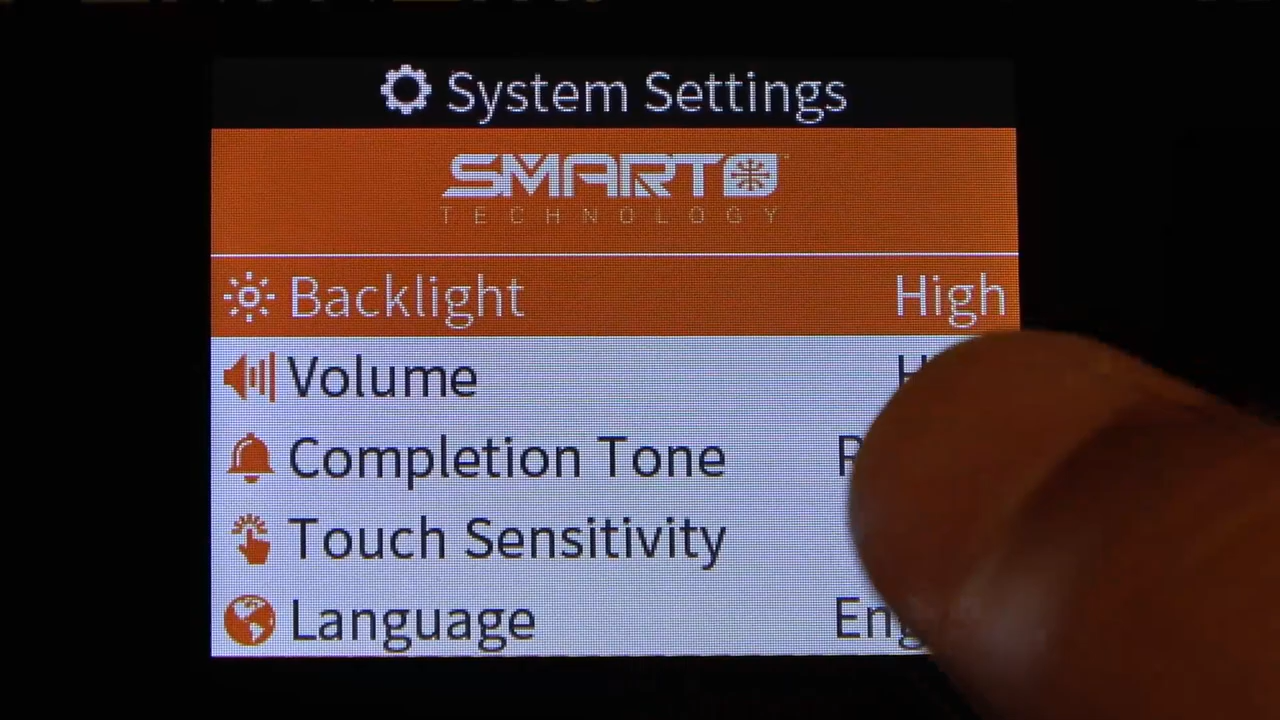 System Settings
SMART
TECHNOLOGY
Backlight High
Volume
Completion Tone
Touch Sensitivity
Language